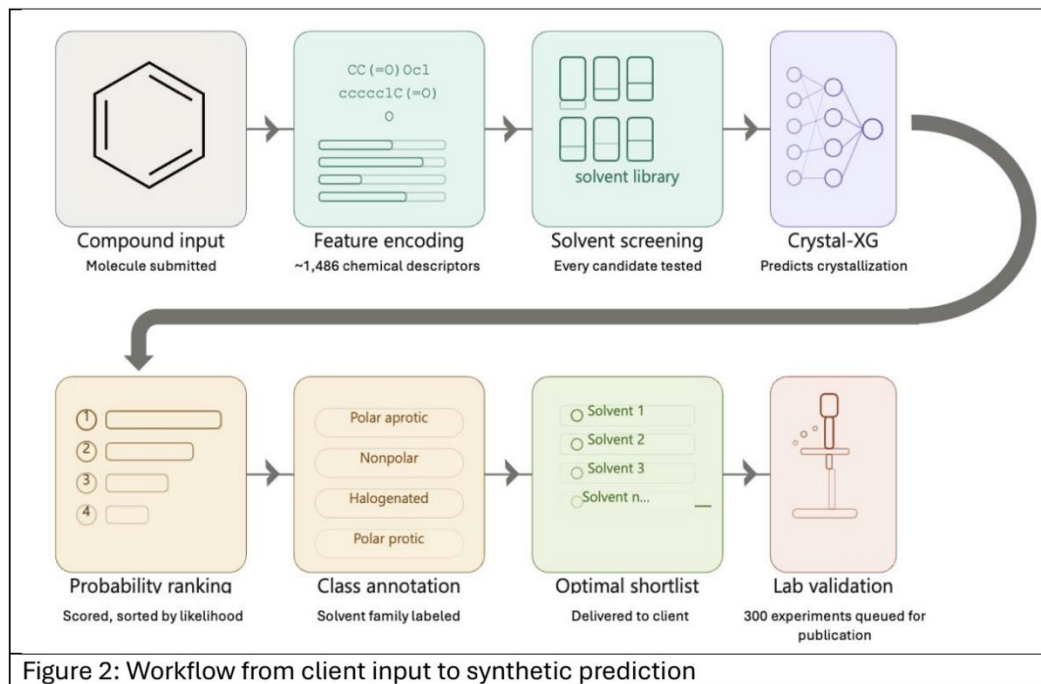 CC(=O)Oc1
ccccc1C(=O)
O
solvent library
Compound input
Feature encoding
Solvent screening
Crystal-XG
Molecule submitted
~1,486 chemical descriptors
Every candidate tested
Predicts crystallization
1
2
3
4
Polar aprotic
Nonpolar
Halogenated
Polar protic
Solvent 1
Solvent 2
Solvent 3
Solvent n...
Probability ranking
Class annotation
Optimal shortlist
Lab validation
Scored, sorted by likelihood
Solvent family labeled
Delivered to client
300 experiments queued for
publication
Figure 2: Workflow from client input to synthetic prediction